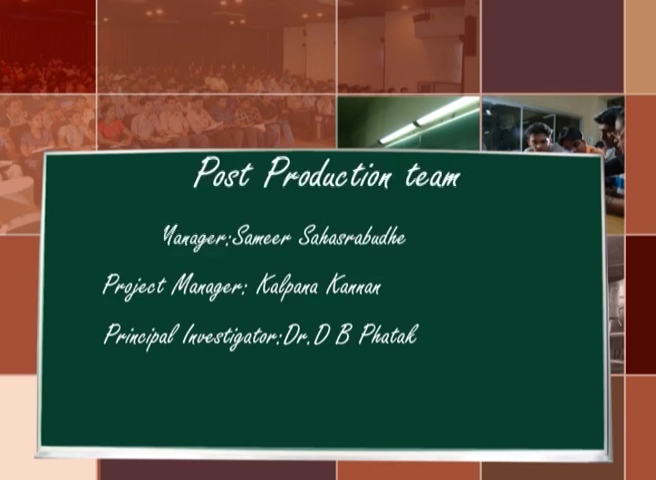 Post Production team
Manager:Sameer Sahasrabudhe
Project Manager: Kalpana Kannan
Principal Investigator:Dr.D B Phatak